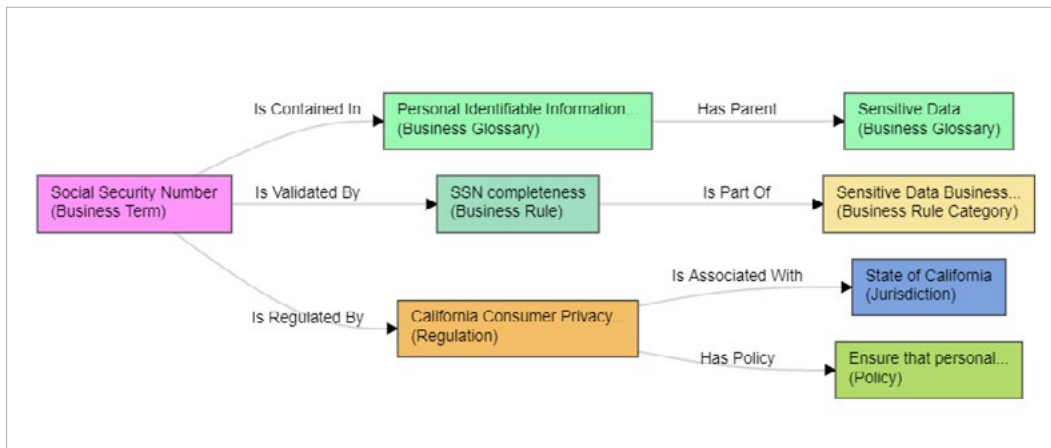 Is Contained In
Personal Identifiable Information...
(Business Glossary)
Has Parent
Sensitive Data
(Business Glossary)
Social Security Number
(Business Term)
Is Validated By
SSN completeness
(Business Rule)
Is Part Of
Sensitive Data Business...
(Business Rule Category)
Is Regulated By
California Consumer Privacy...
(Regulation)
Is Associated With
State of California
(Jurisdiction)
Has Policy
Ensure that personal...
(Policy)